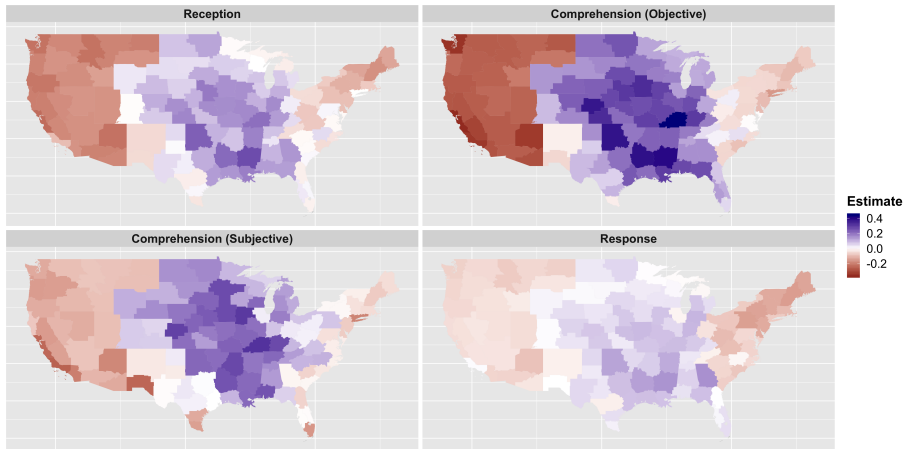 Reception
Comprehension (Objective)
Comprehension (Subjective)
Response
Estimate
0.4
0.2
0.0
-0.2